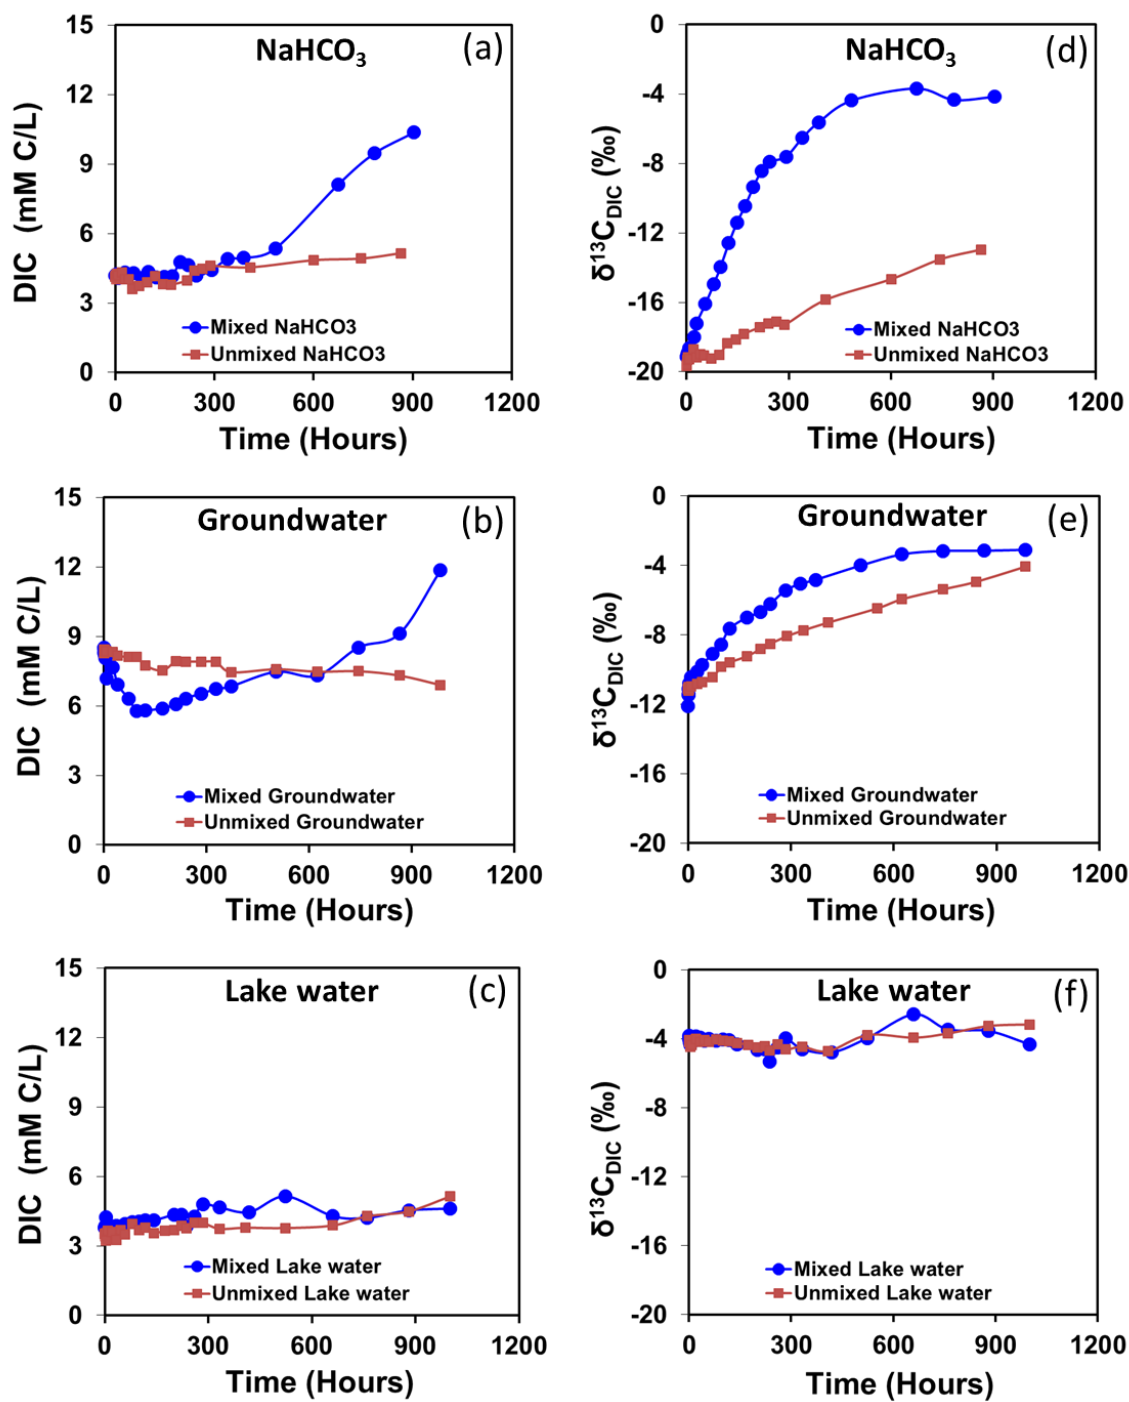 NaHCO3
(a)
DIC (mM C/L)
15
12
9
6
3
0
Mixed NaHCO3
Unmixed NaHCO3
0 300 600 900 1200
Time (Hours)
NaHCO3
(d)
δ13CDIC (‰)
-0
-4
-8
-12
-16
-20
Mixed NaHCO3
Unmixed NaHCO3
0 300 600 900 1200
Time (Hours)
Groundwater
(b)
DIC (mM C/L)
15
12
9
6
3
0
Mixed Groundwater
Unmixed Groundwater
0 300 600 900 1200
Time (Hours)
Groundwater
(e)
δ13CDIC (‰)
0
-4
-8
-12
-16
-20
Mixed Groundwater
Unmixed Groundwater
0 300 600 900 1200
Time (Hours)
Lake water
(c)
DIC (mM C/L)
15
12
9
6
3
0
Mixed Lake water
Unmixed Lake water
0 300 600 900 1200
Time (Hours)
Lake water
(f)
δ13CDIC (‰)
0
-4
-8
-12
-16
-20
Mixed Lake water
Unmixed Lake water
0 300 600 900 1200
Time (Hours)